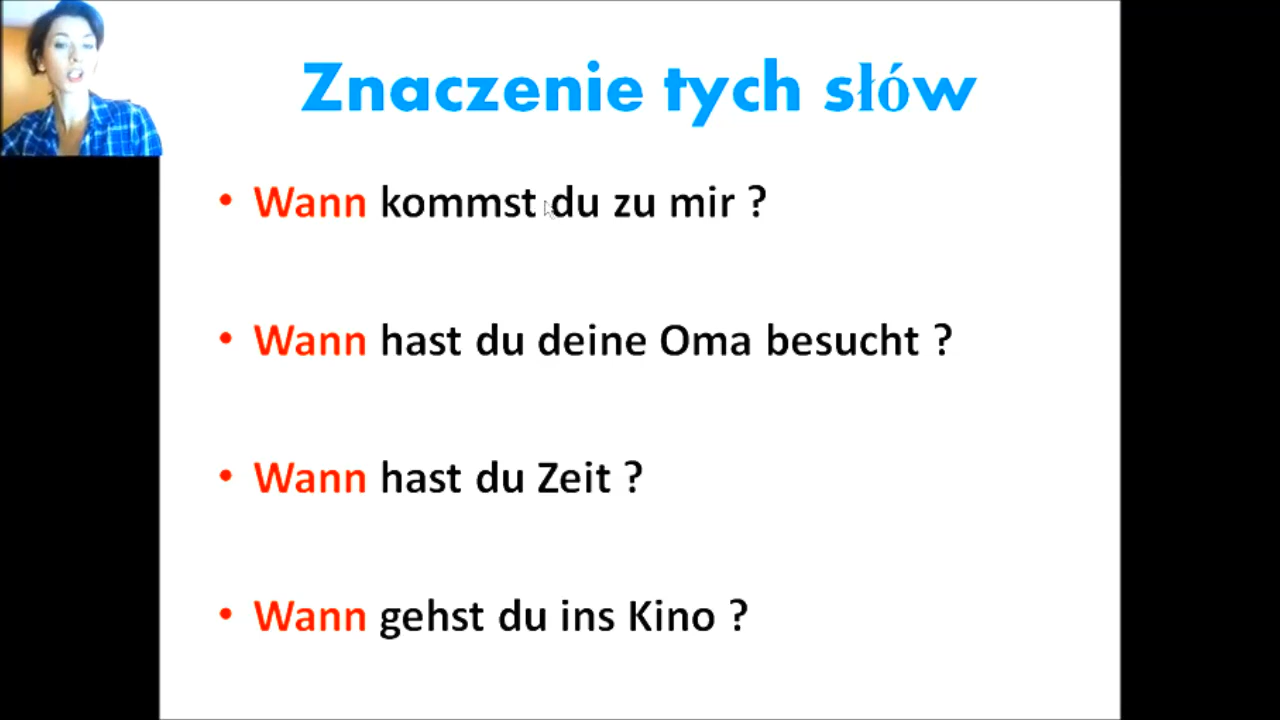 Znaczenie tych słów
• Wann kommst du zu mir ?
• Wann hast du deine Oma besucht ?
• Wann hast du Zeit ?
• Wann gehst du ins Kino ?